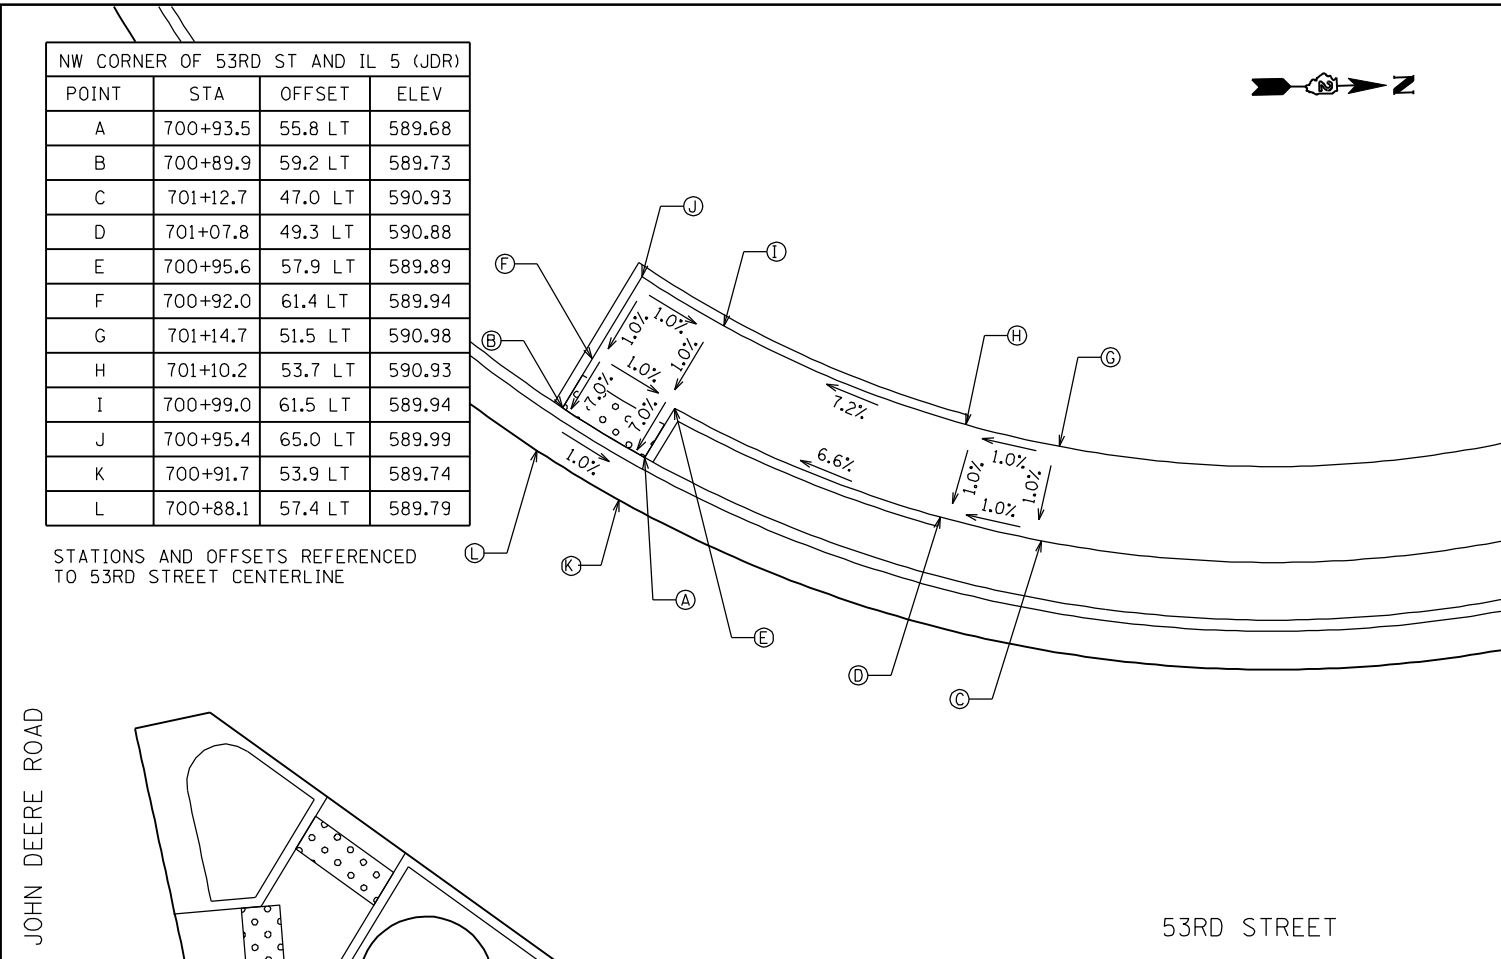 NW CORNER OF 53RD ST AND IL 5 (JDR)
POINT STA OFFSET ELEV
A 700+93.5 55.8 LT 589.68
B 700+89.9 59.2 LT 589.73
C 701+12.7 47.0 LT 590.93
D 701+07.8 49.3 LT 590.88
E 700+95.6 57.9 LT 589.89
F 700+92.0 61.4 LT 589.94
G 701+14.7 51.5 LT 590.98
H 701+10.2 53.7 LT 590.93
I 700+99.0 61.5 LT 589.94
J 700+95.4 65.0 LT 589.99
K 700+91.7 53.9 LT 589.74
L 700+88.1 57.4 LT 589.79
STATIONS AND OFFSETS REFERENCED
TO 53RD STREET CENTERLINE
2 N
J
I
F
B
H
G
1.0%
1.0%
1.0%
1.0%
7.0%
7.0%
1.0%
7.2%
6.6%
1.0%
1.0%
1.0%
1.0%
L
K
A
E
D
C
JOHN DEERE ROAD
53RD STREET